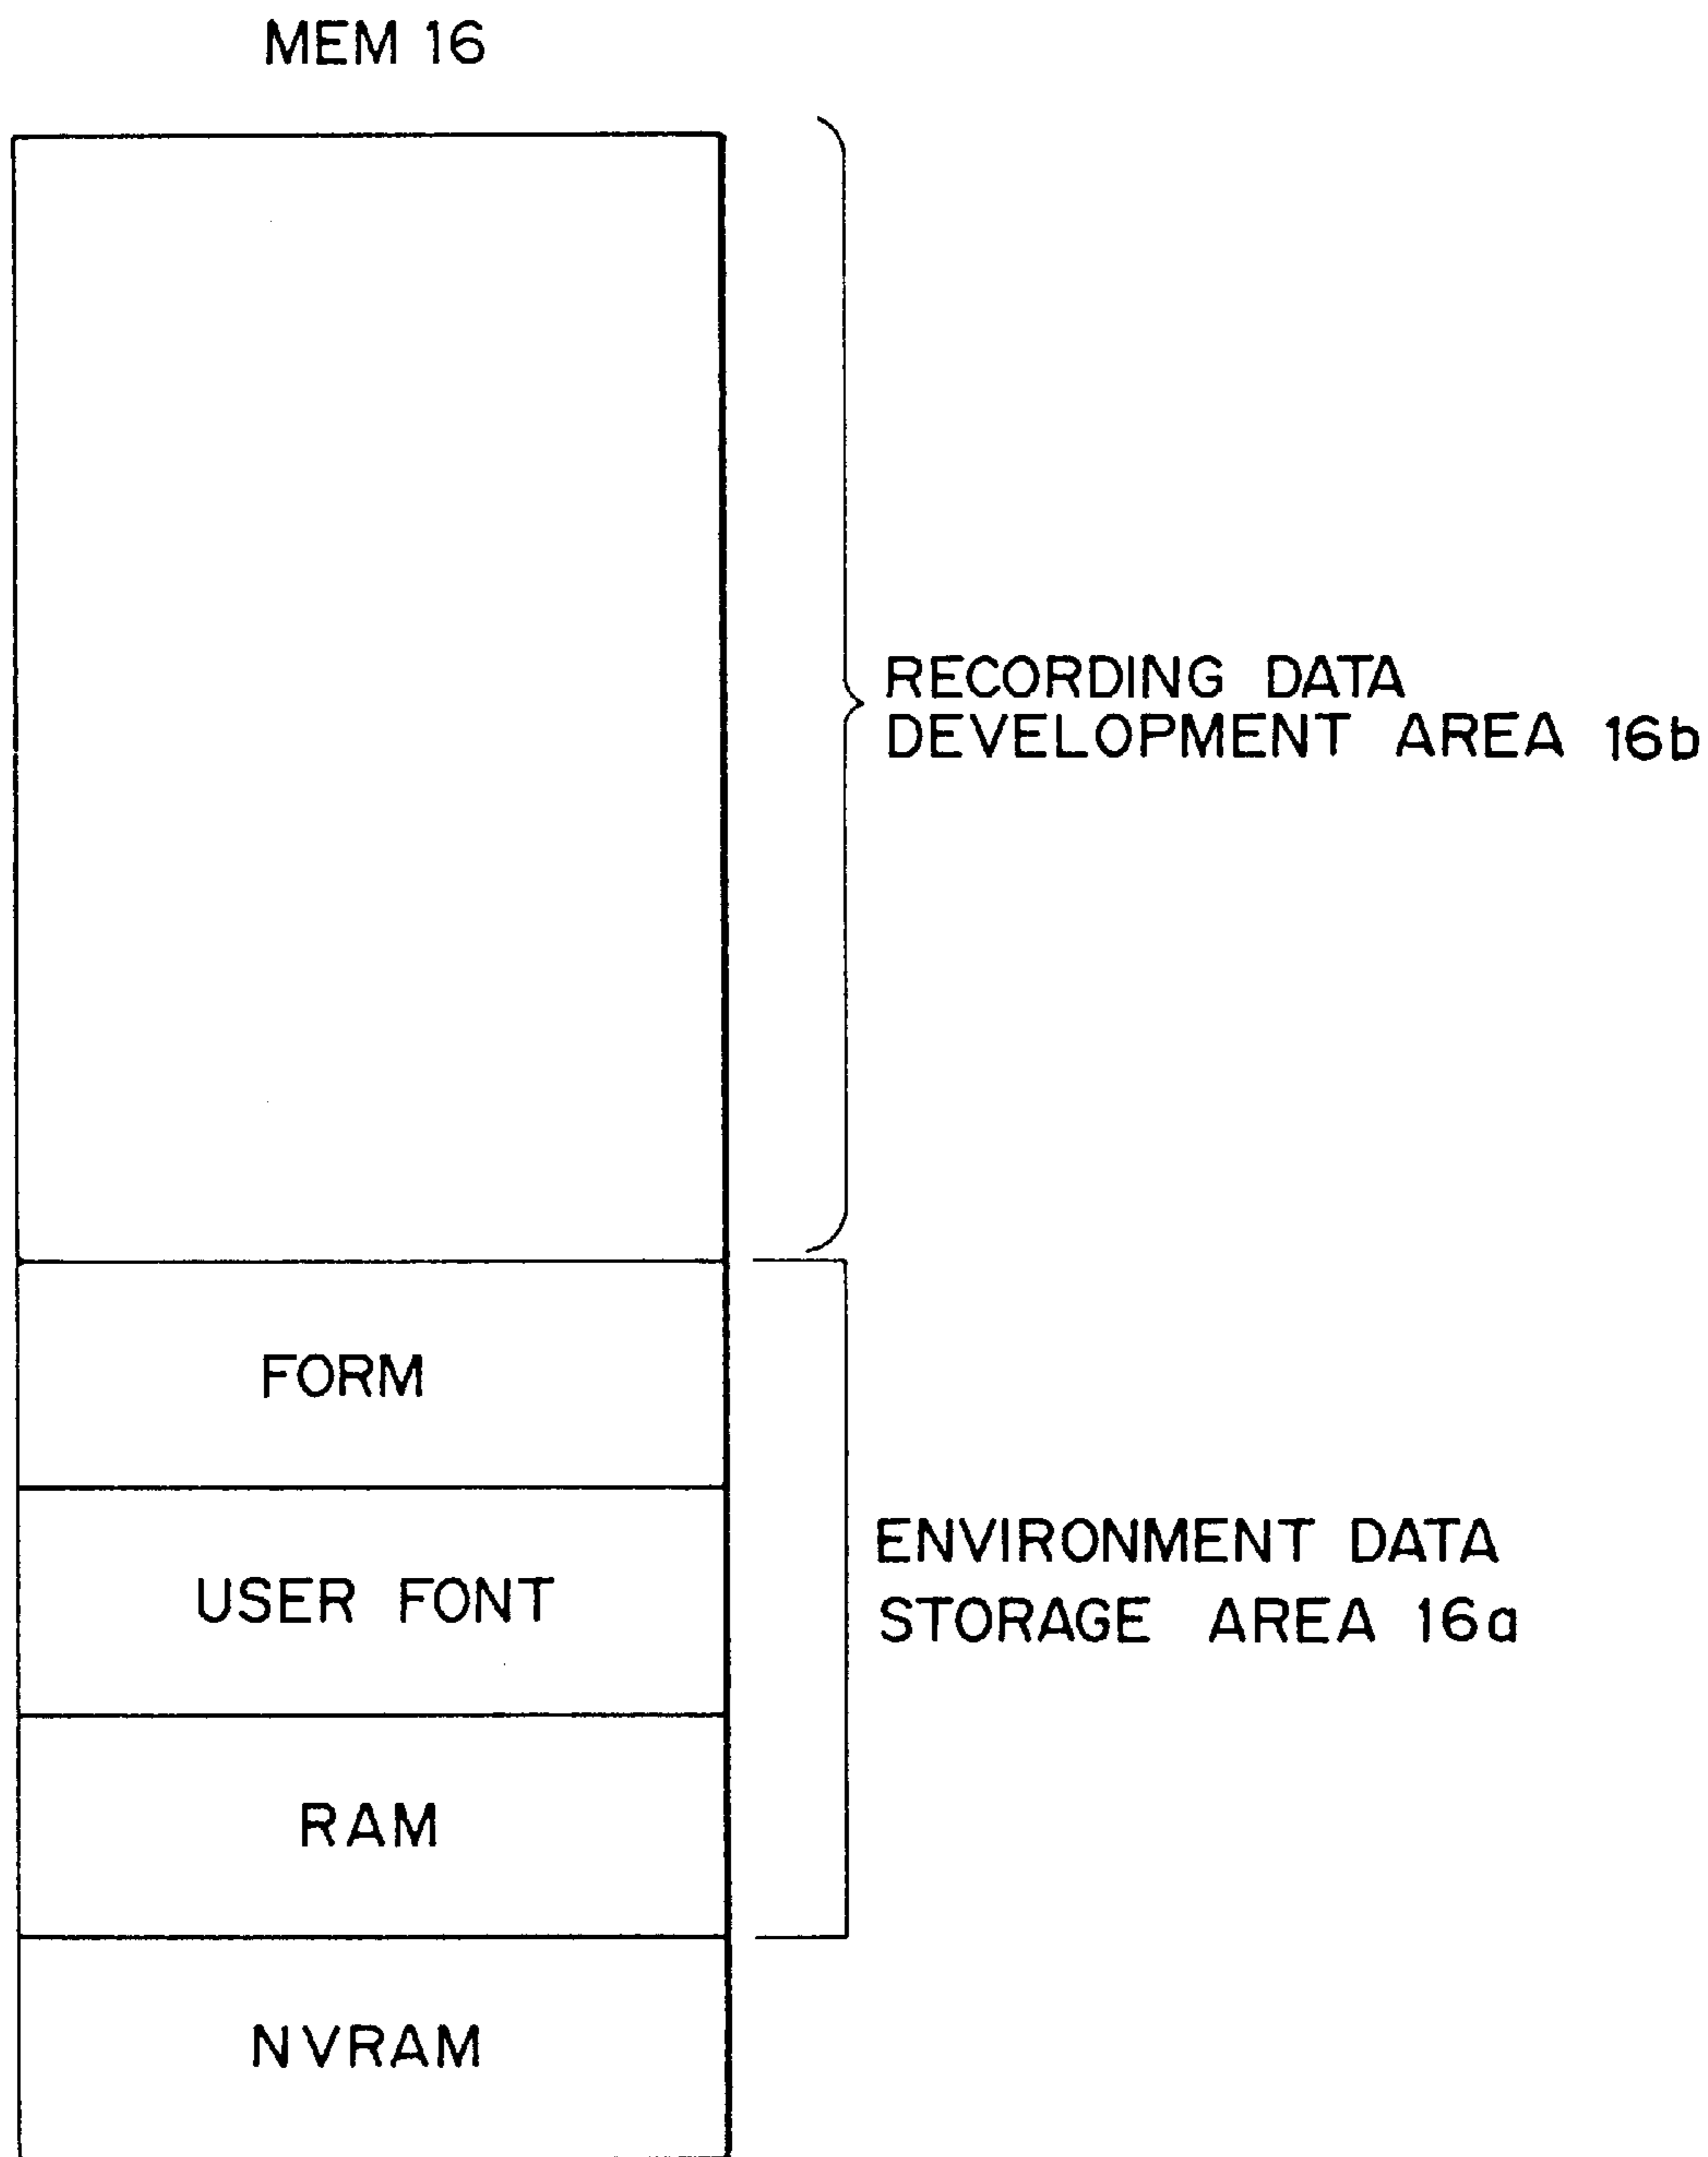 MEM 16
RECORDING DATA
DEVELOPMENT AREA 16b
FORM
USER FONT
ENVIRONMENT DATA
STORAGE AREA 16a
RAM
NVRAM